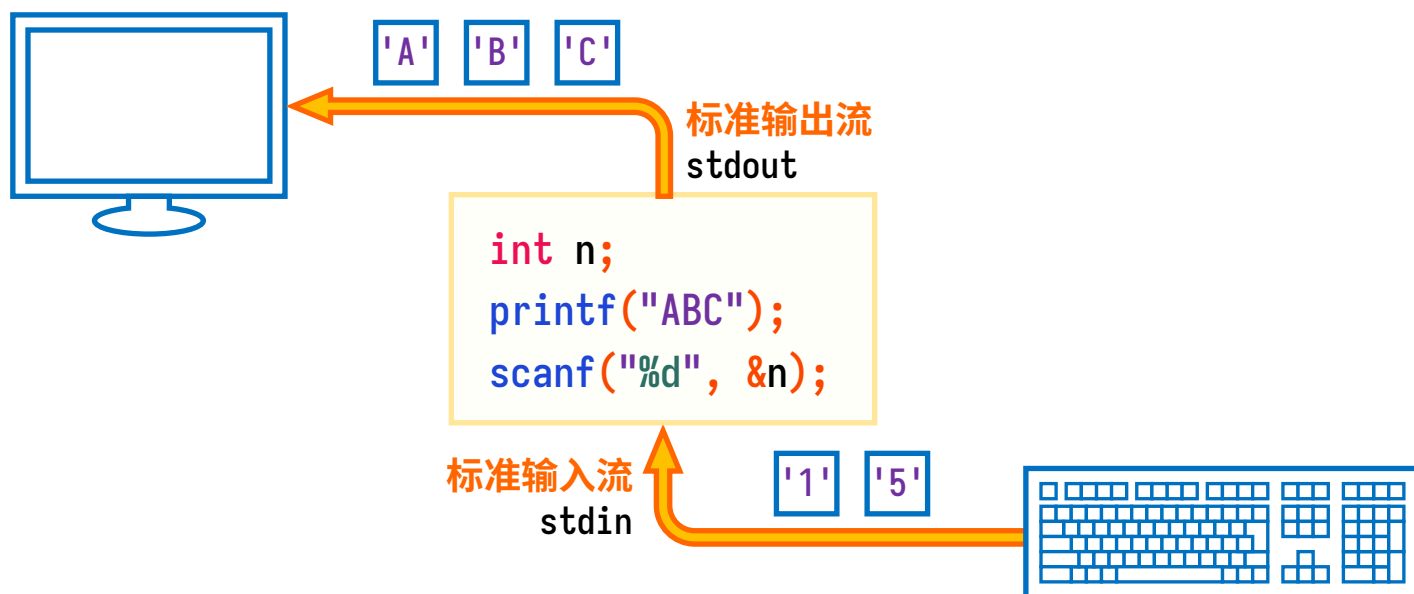 'A' 'B' 'C'
标准输出流
stdout
int n;
printf("ABC");
scanf("%d", &n);
标准输入流
stdin
'1' '5'